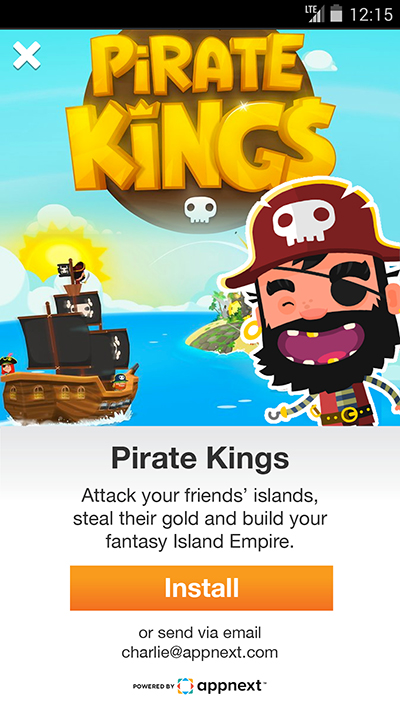 LTE 12:15
PIRATE
KINGS
Pirate Kings
Attack your friends’ islands,
steal their gold and build your
fantasy Island Empire.
Install
or send via email
charlie@appnext.com
POWERED BY appnext™